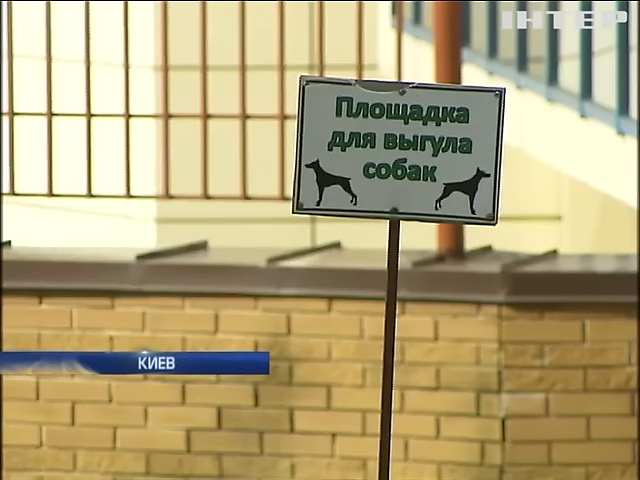 ІНТЕР
Площадка
для выгула
собак
КИЕВ